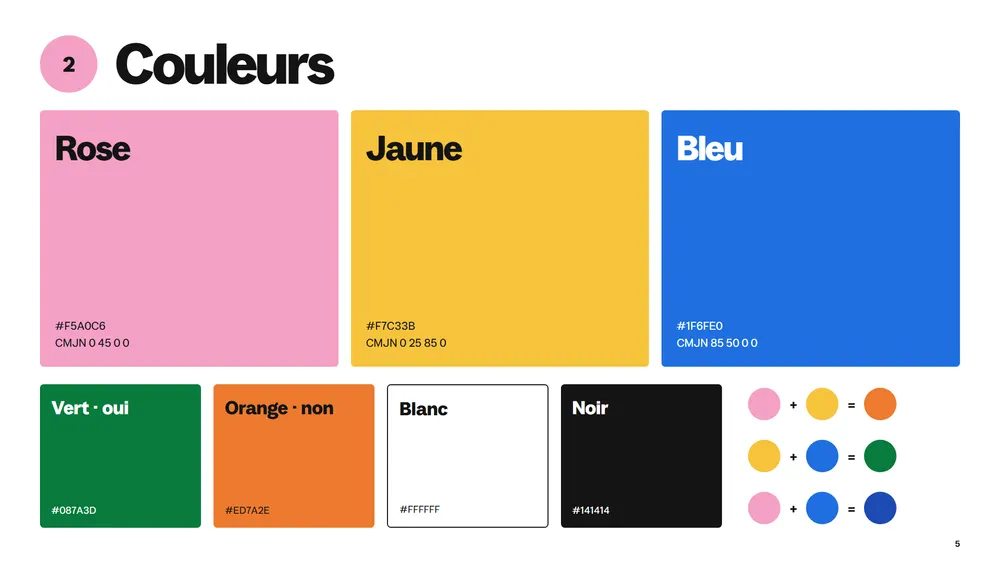 2
Couleurs
Rose
#F5A0C6
CMJN 0 45 0 0
Jaune
#F7C33B
CMJN 0 25 85 0
Bleu
#1F6FE0
CMJN 85 50 0 0
Vert · oui
#087A3D
Orange · non
#ED7A2E
Blanc
#FFFFFF
Noir
#141414
+ =
+ =
+ =
5